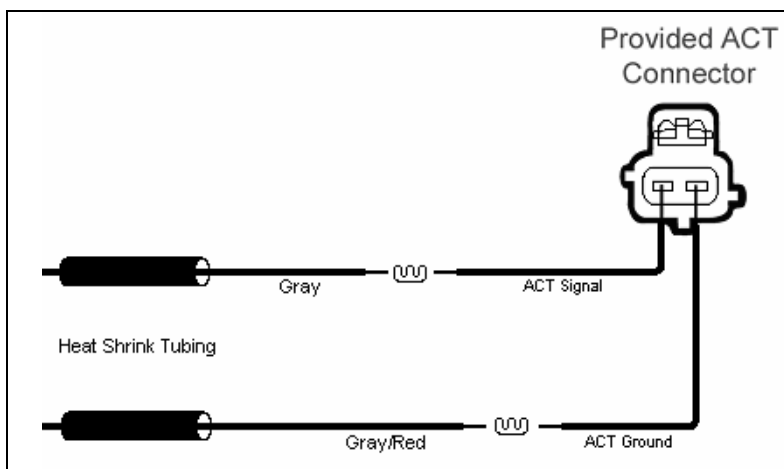 Provided ACT
Connector
Gray
ACT Signal
Heat Shrink Tubing
Gray/Red
ACT Ground